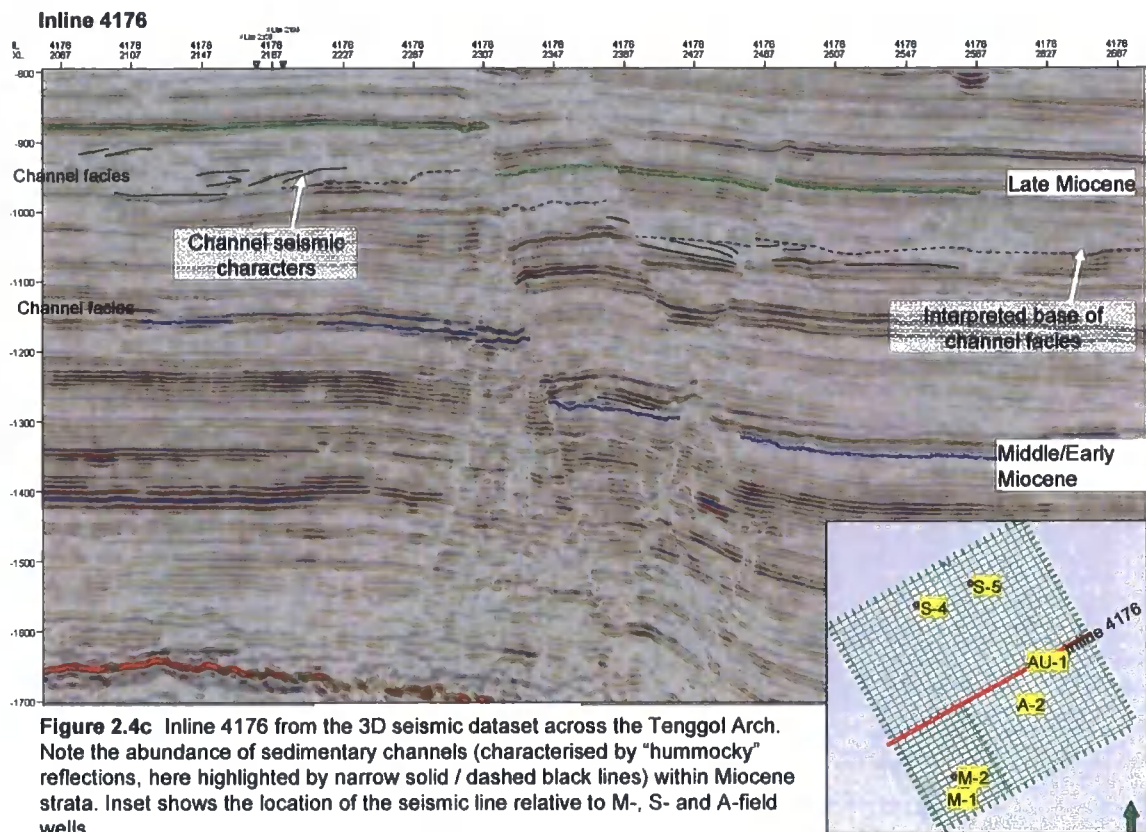 Inline 4176
4176 4176 4176 4176 4176 4176 4176 4176 4176 4176 4176 4176 4176 4176 4176 4176
XL 2067 2107 2147 2187 2227 2267 2307 2347 2387 2427 2467 2507 2547 2627 2667
-800
-900
Channel facies
Late Miocene
-1000
Channel seismic
characters
-1100
Channel facies
Interpreted base of
channel facies
-1200
-1300
Middle/Early
Miocene
-1400
-1500
S-5
S-4
Inline 4176
-1600
AU-1
A-2
-1700
M-2
M-1
Figure 2.4c Inline 4176 from the 3D seismic dataset across the Tenggol Arch.
Note the abundance of sedimentary channels (characterised by "hummocky"
reflections, here highlighted by narrow solid / dashed black lines) within Miocene
strata. Inset shows the location of the seismic line relative to M-, S- and A-field
wells